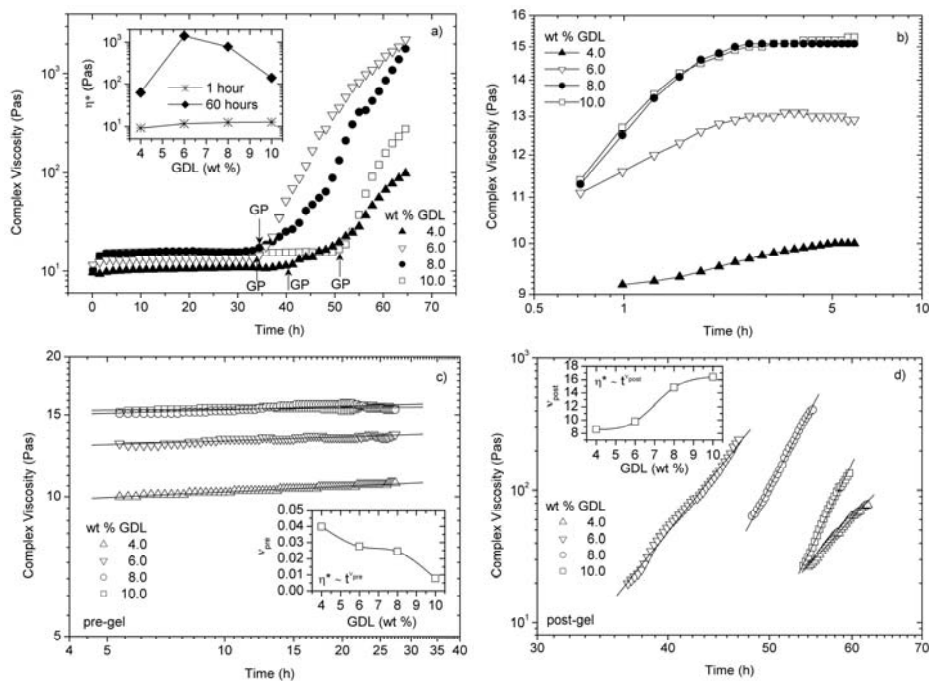 a)
Complex Viscosity (Pas)
10³
10²
10¹
η* (Pas)
10³
10²
10¹
1 hour
60 hours
4 5 6 7 8 9 10
GDL (wt %)
GP
GP GP GP
wt % GDL
4.0
6.0
8.0
10.0
0 10 20 30 40 50 60 70
Time (h)
b)
Complex Viscosity (Pas)
16
15
14
13
12
11
10
9
wt % GDL
4.0
6.0
8.0
10.0
1 5 10
0.5
Time (h)
c)
Complex Viscosity (Pas)
20
15
10
5
wt % GDL
4.0
6.0
8.0
10.0
pre-gel
ν_pre
0.05
0.04
0.03
0.02
0.01
0.00
η* ~ t^ν_pre
4 5 6 7 8 9 10
GDL (wt %)
4 5 10 15 20 25 30 35 40
Time (h)
d)
Complex Viscosity (Pas)
10³
10²
10¹
ν_post
18
16
14
12
10
8
η* ~ t^ν_post
4 5 6 7 8 9 10
GDL (wt %)
wt % GDL
4.0
6.0
8.0
10.0
post-gel
30 40 50 60 70
Time (h)